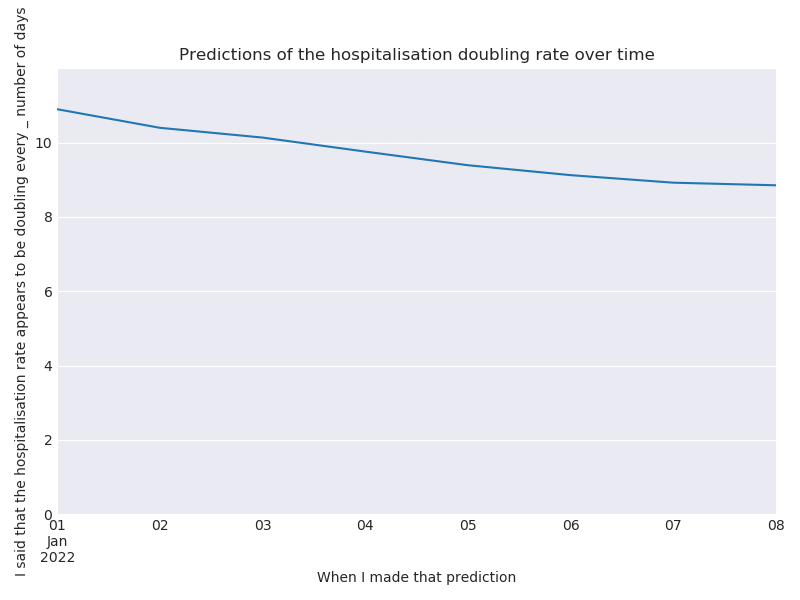 Predictions of the hospitalisation doubling rate over time
I said that the hospitalisation rate appears to be doubling every _ number of days
10
8
6
4
2
0
01 02 03 04 05 06 07 08
Jan
2022
When I made that prediction